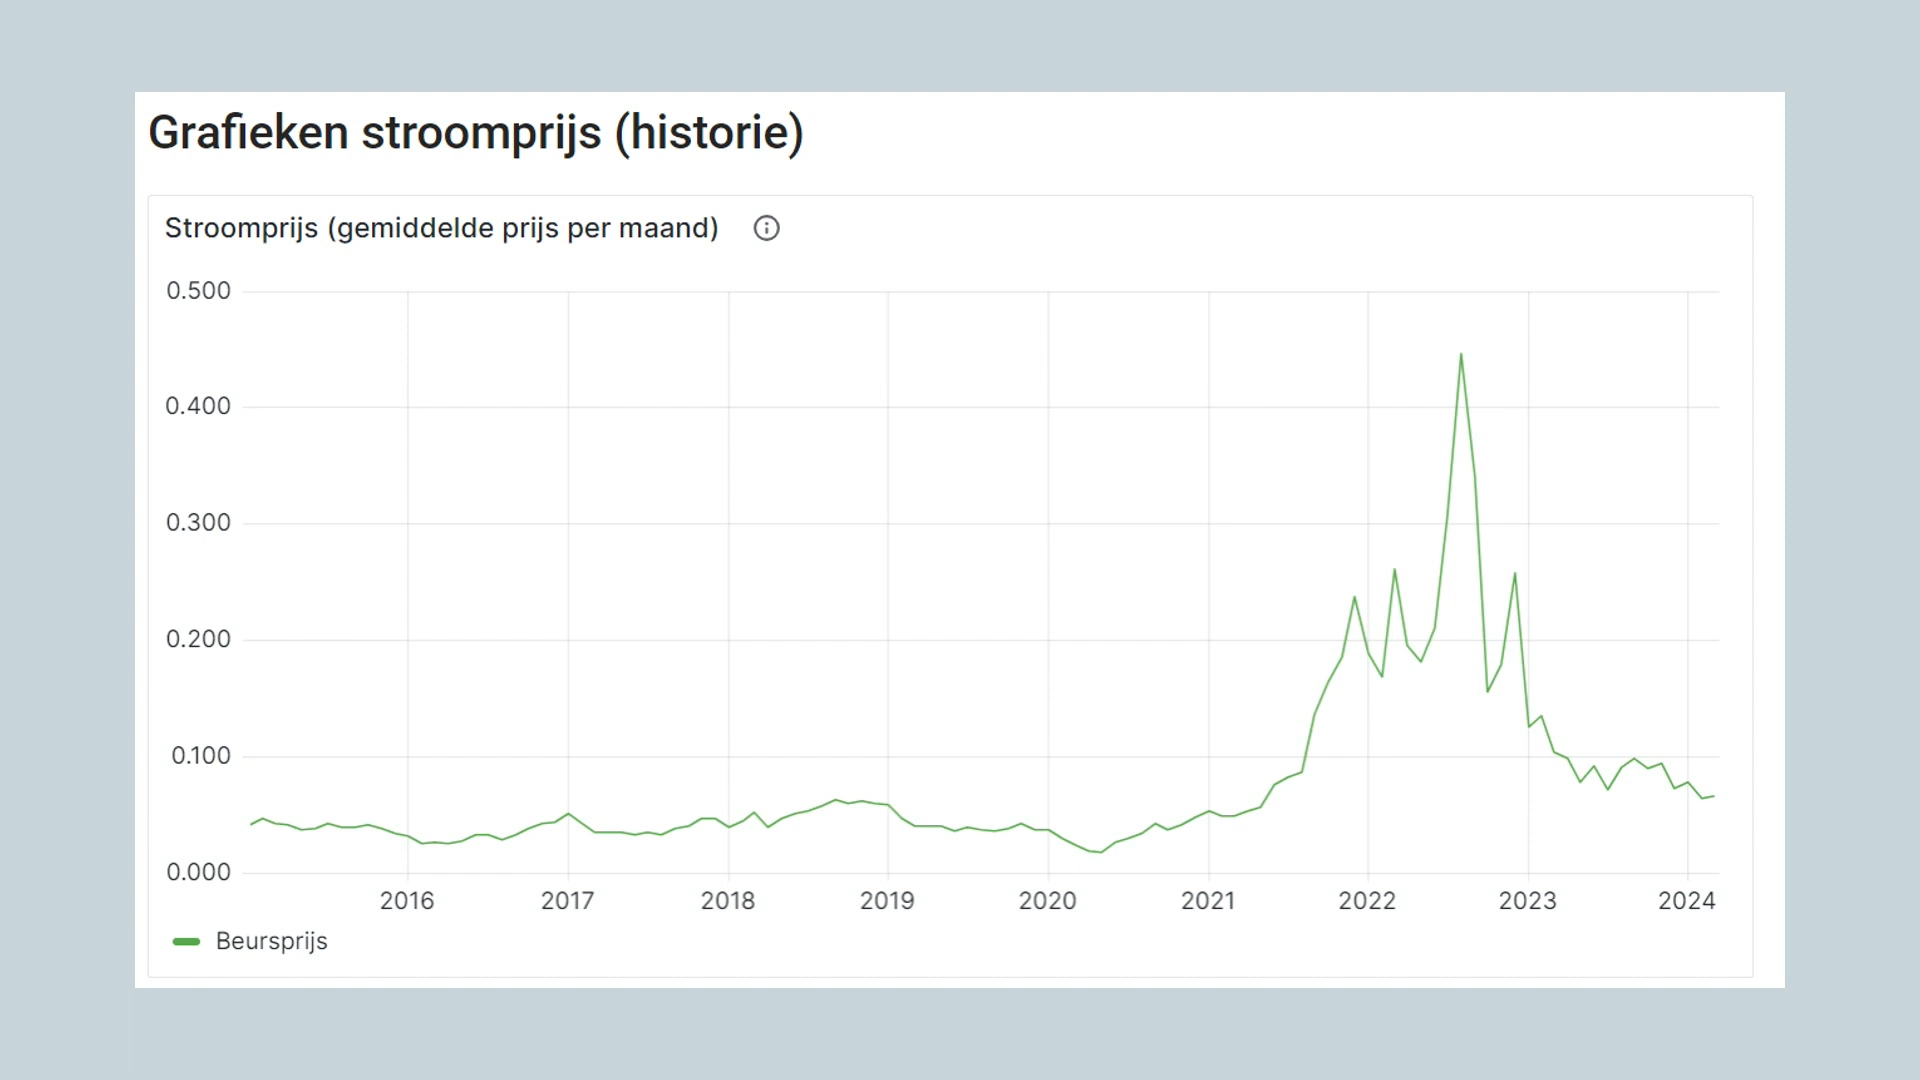 Grafieken stroomprijs (historie)
Stroomprijs (gemiddelde prijs per maand)
0.500
0.400
0.300
0.200
0.100
0.000
2016 2017 2018 2019 2020 2021 2022 2023 2024
Beursprijs